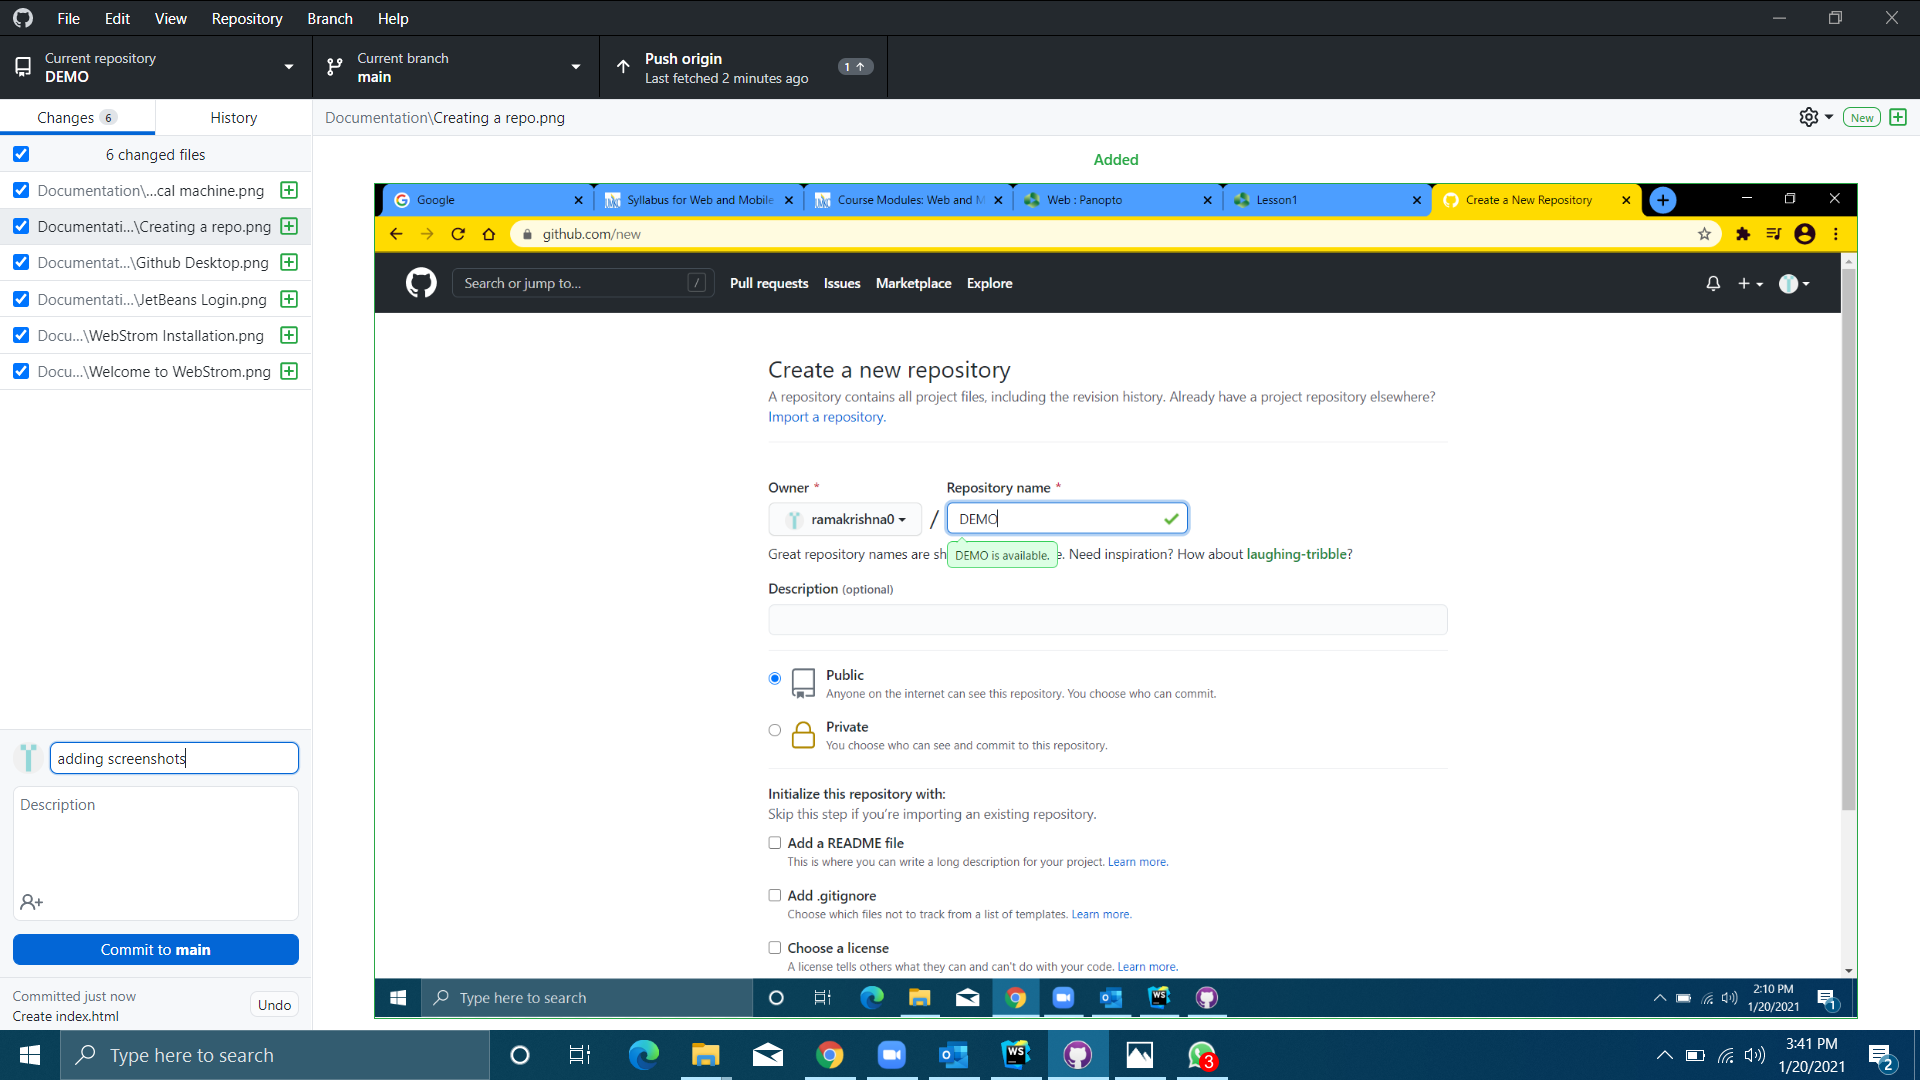 File Edit View Repository Branch Help
Current repository
DEMO
Current branch
main
Push origin
Last fetched 2 minutes ago
1
Changes 6
History
Documentation\Creating a repo.png
New
6 changed files
Added
Documentation\...cal machine.png
Documentati...\Creating a repo.png
Documentat...\Github Desktop.png
Documentati...\JetBeans Login.png
Docu...\WebStrom Installation.png
Docu...\Welcome to WebStrom.png
Google
Syllabus for Web and Mobile
Course Modules: Web and M
Web : Panopto
Lesson1
Create a New Repository
github.com/new
Search or jump to... /
Pull requests Issues Marketplace Explore
Create a new repository
A repository contains all project files, including the revision history. Already have a project repository elsewhere?
Import a repository.
Owner * Repository name *
ramakrishna0 / DEMO
Great repository names are sh DEMO is available. e. Need inspiration? How about laughing-tribble?
Description (optional)
Public
Anyone on the internet can see this repository. You choose who can commit.
Private
You choose who can see and commit to this repository.
Initialize this repository with:
Skip this step if you're importing an existing repository.
Add a README file
This is where you can write a long description for your project. Learn more.
Add .gitignore
Choose which files not to track from a list of templates. Learn more.
Choose a license
A license tells others what they can and can't do with your code. Learn more.
Type here to search
WS
2:10 PM
1/20/2021
1
adding screenshots
Description
Commit to main
Committed just now
Create index.html
Undo
Type here to search
WS
3
3:41 PM
1/20/2021
2